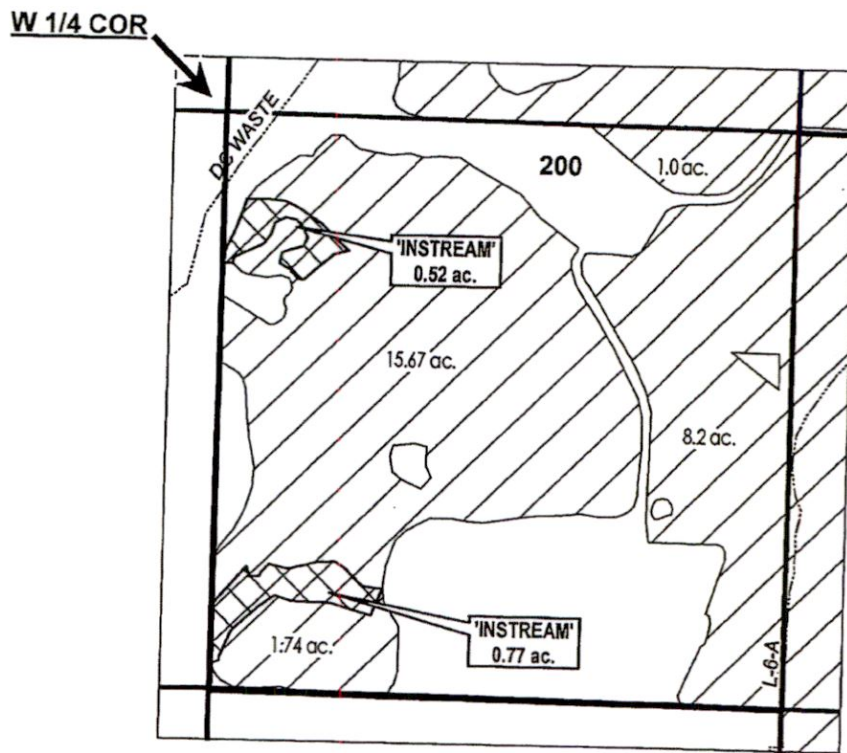 W 1/4 COR
DC WASTE
200
1.0 ac.
'INSTREAM'
0.52 ac.
15.67 ac.
8.2 ac.
'INSTREAM'
0.77 ac.
1.74 ac.
L-6-A